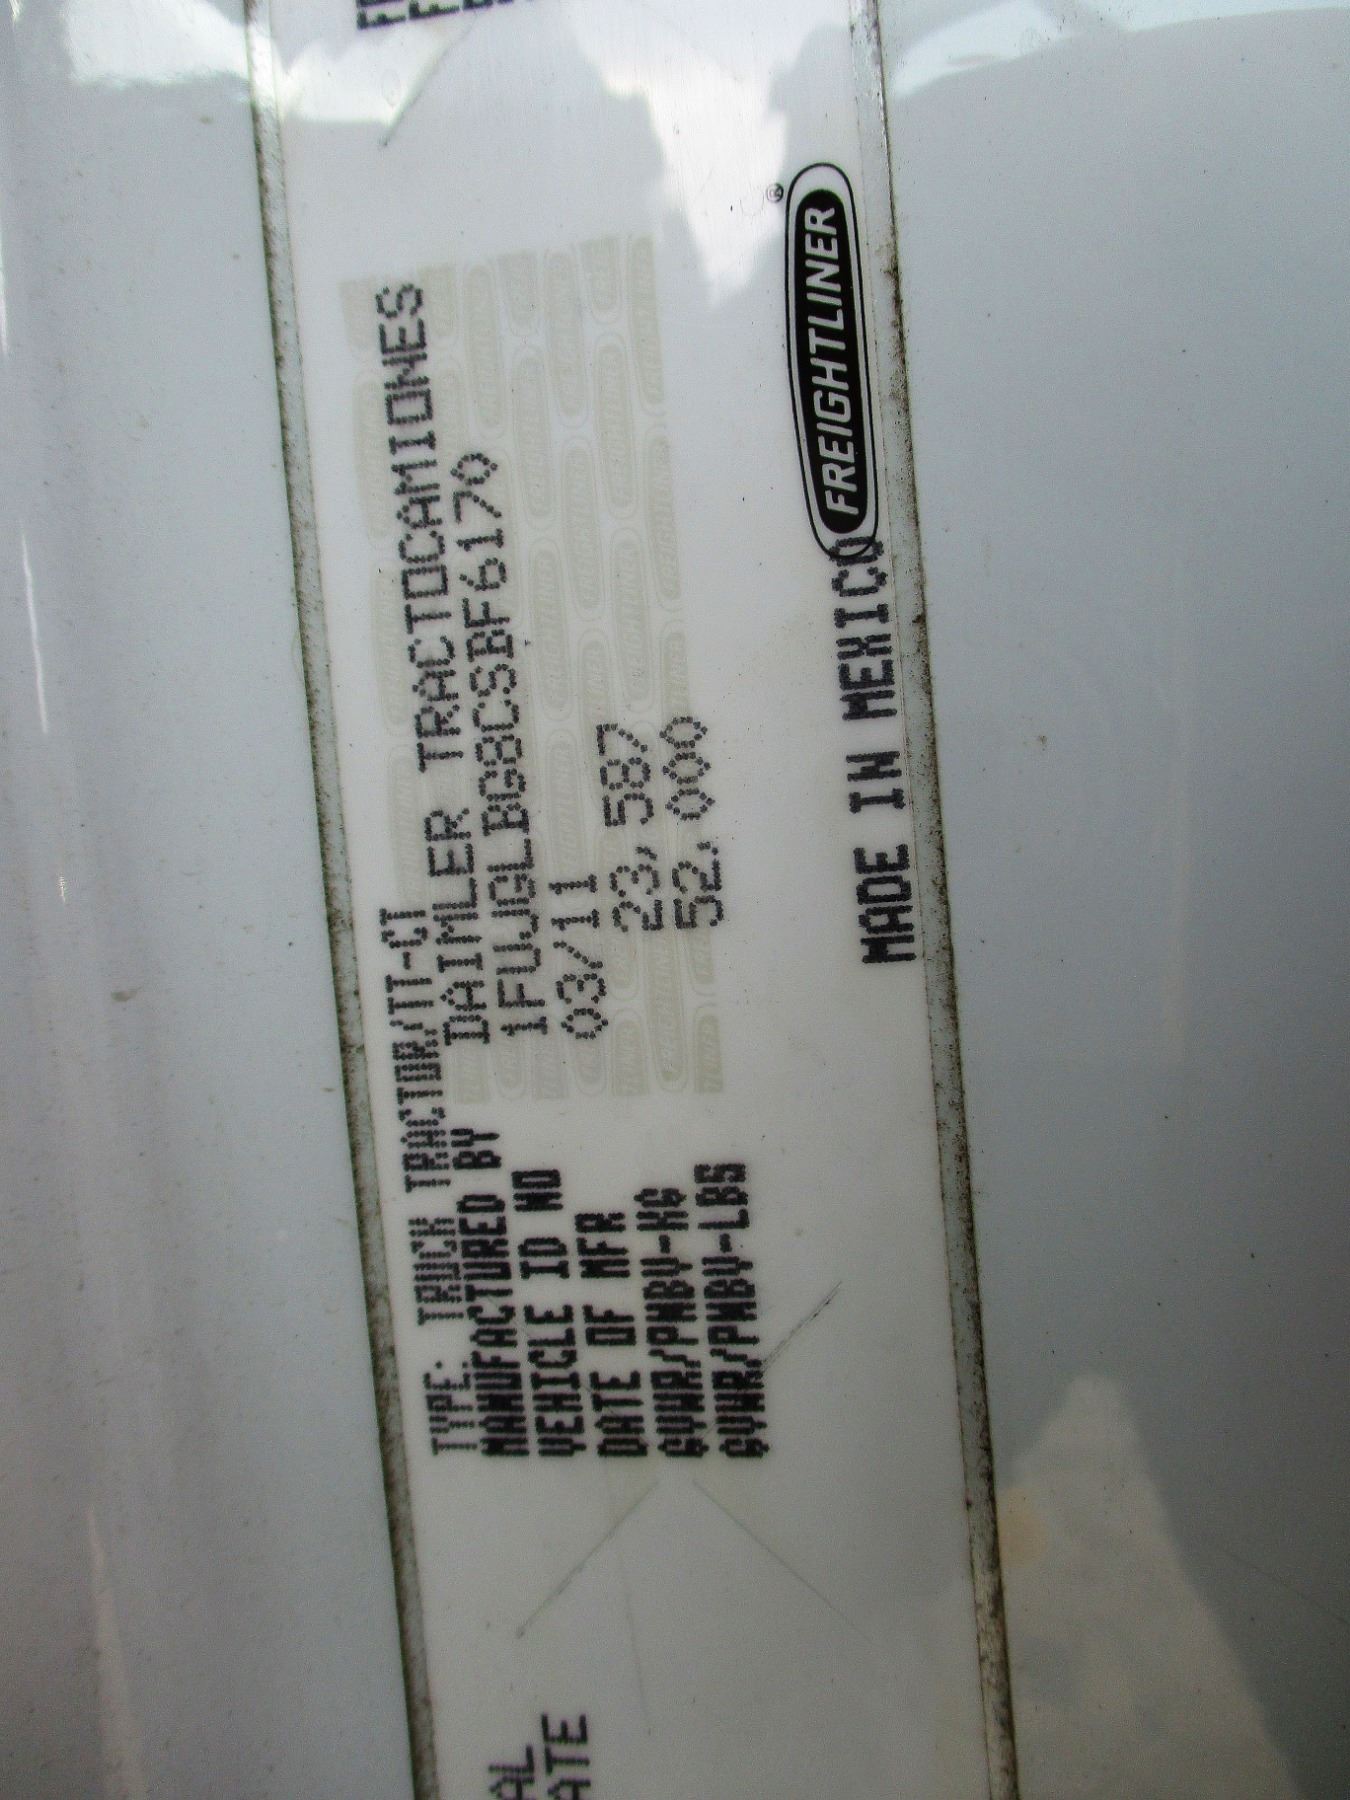 TYPE: TRUCK TRACTOR/TT-CT
MANUFACTURED BY DAIMLER TRACTOCAMIONES
VEHICLE ID NO 1FUJGLBG8CSBF6170
DATE OF MFR 03/11
GVWR/PNBV-KG 23,587
GVWR/PNBV-LBS 52,000
MADE IN MEXICO
FREIGHTLINER®